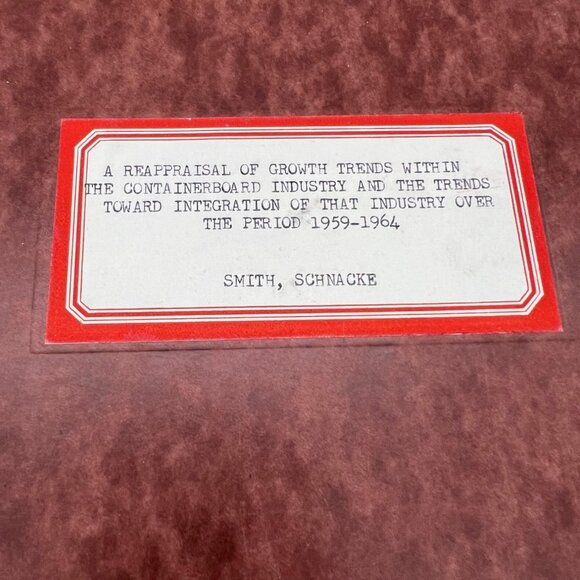 A REAPPRAISAL OF GROWTH TRENDS WITHIN
THE CONTAINERBOARD INDUSTRY AND THE TRENDS
TOWARD INTEGRATION OF THAT INDUSTRY OVER
THE PERIOD 1959-1964
SMITH, SCHNACKE